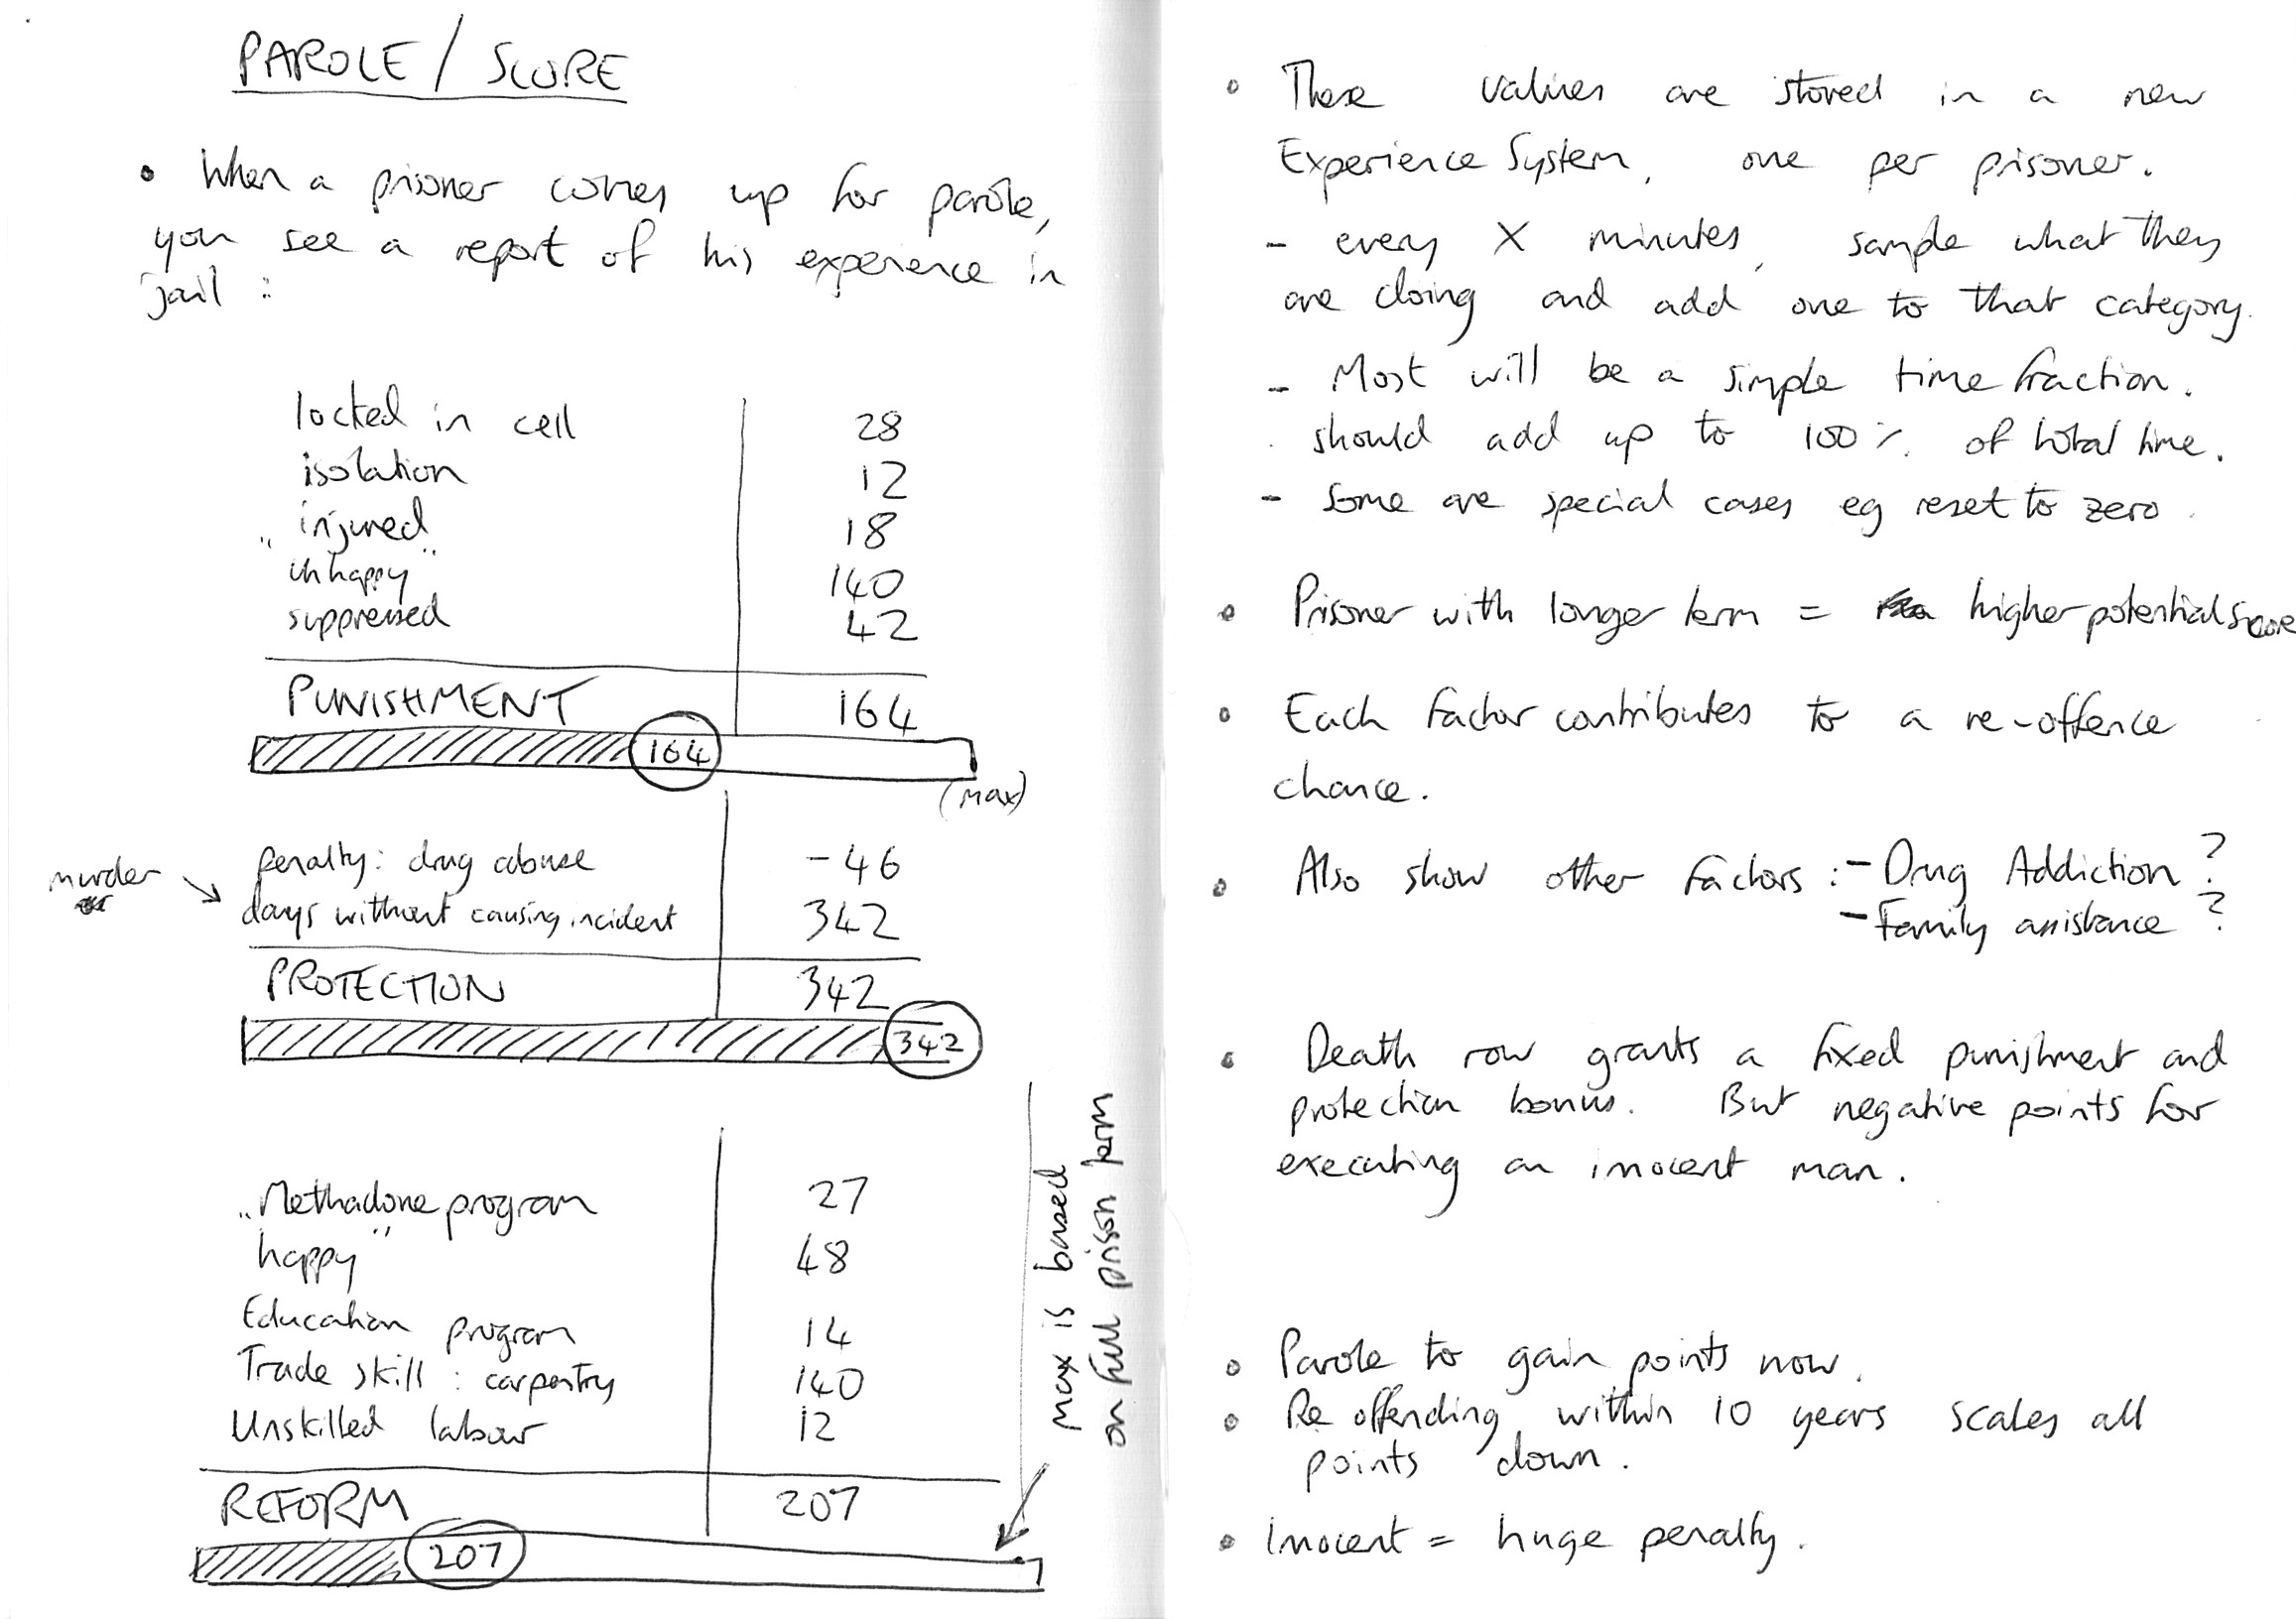 PAROLE / SCORE
• When a prisoner comes up for parole,
you see a report of his experience in
jail :
locked in cell 28
isolation 12
"injured" 18
unhappy 140
suppressed 42
PUNISHMENT 164
164
(max)
murder
penalty: drug abuse -46
days without causing incident 342
PROTECTION 342
342
"Methadone program" 27
happy 48
Education program 14
Trade skill : carpentry 140
Unskilled labour 12
REFORM 207
207
max is based
on full prison term
• These values are stored in a new
Experience System, one per prisoner.
- every X minutes, sample what they
are doing and add one to that category.
- Most will be a simple time fraction.
should add up to 100% of total time.
- Some are special cases eg reset to zero.
• Prisoner with longer term = higher potential score
• Each factor contributes to a re-offence
chance.
• Also show other factors : - Drug Addiction ?
- Family assistance ?
• Death row grants a fixed punishment and
protection bonus. But negative points for
executing an inocent man.
• Parole to gain points now.
• Re offending within 10 years scales all
points down.
• Inocent = huge penalty.